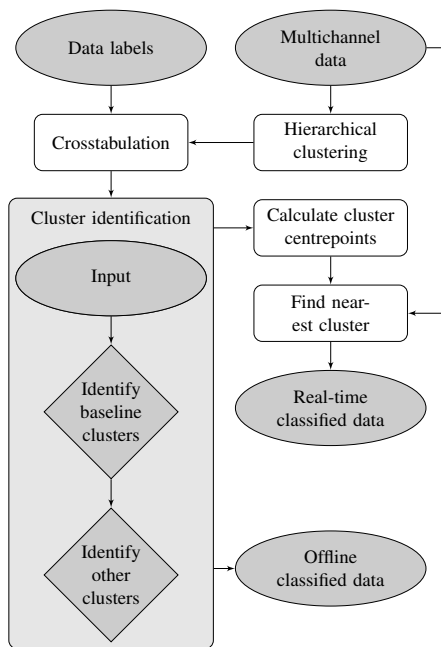 Data labels
Multichannel
data
Crosstabulation
Hierarchical
clustering
Cluster identification
Calculate cluster
centrepoints
Input
Find near-
est cluster
Identify
baseline
clusters
Real-time
classified data
Identify
other
clusters
Offline
classified data